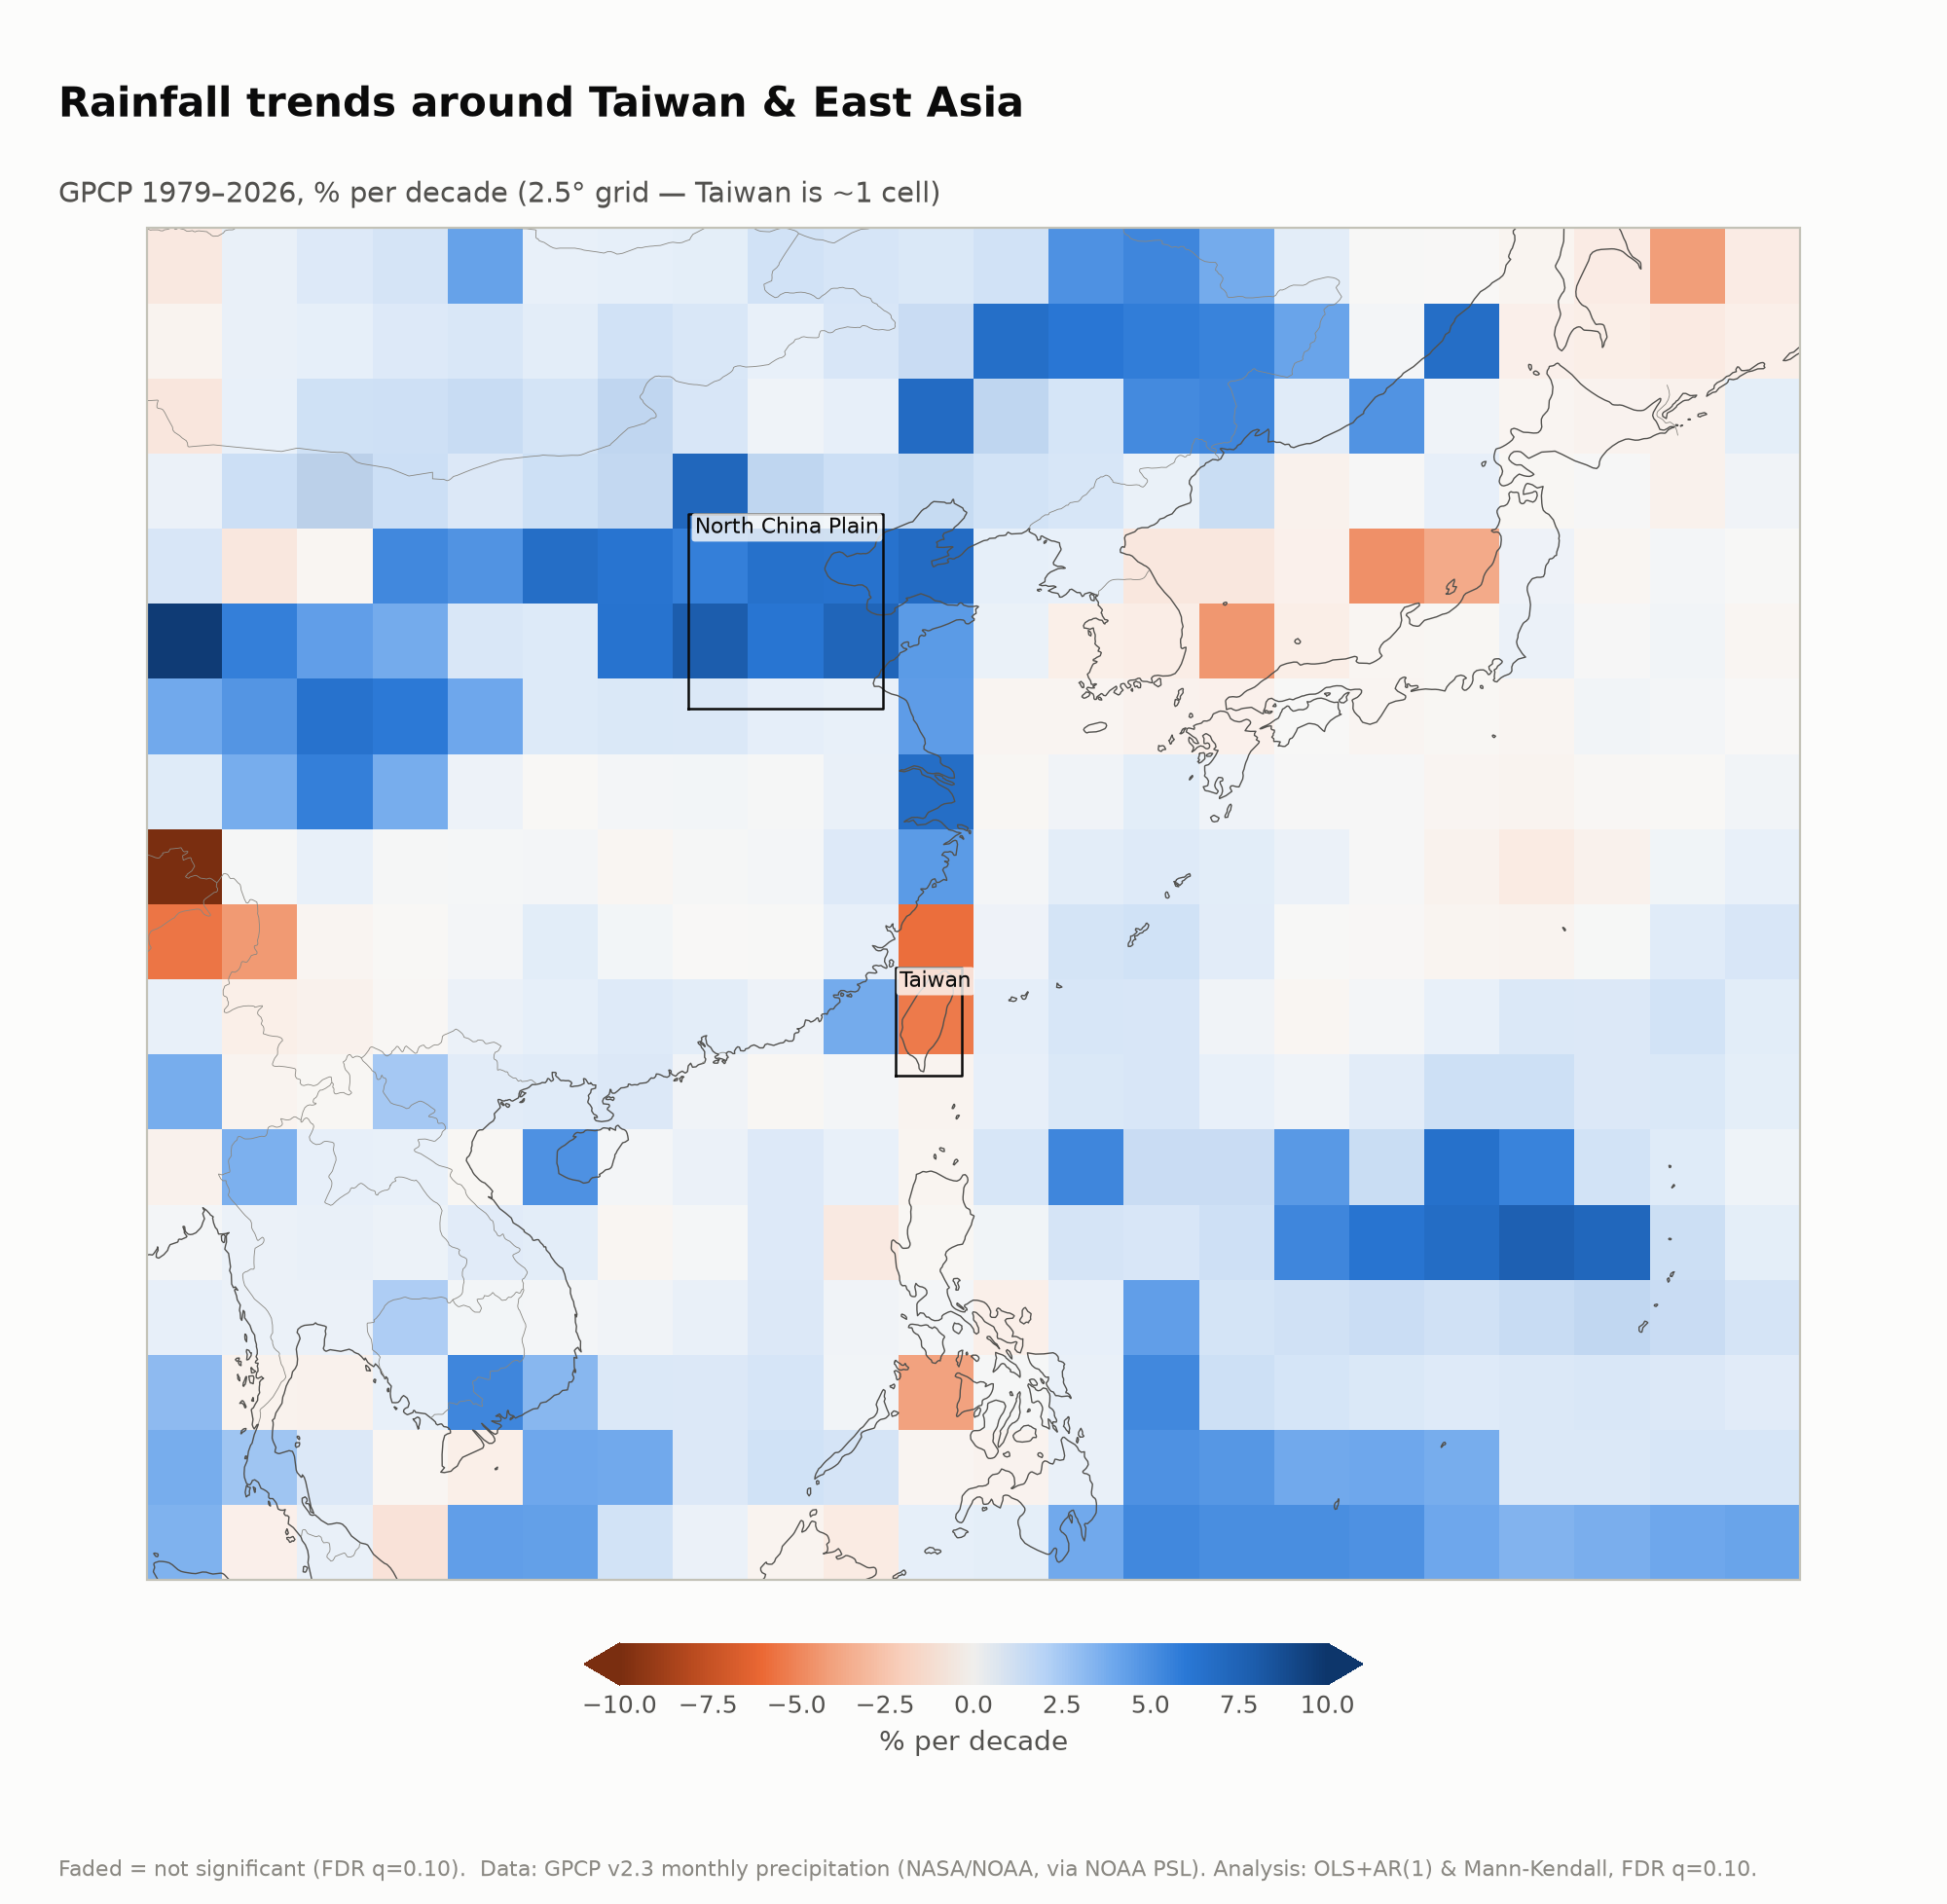 Rainfall trends around Taiwan & East Asia
GPCP 1979–2026, % per decade (2.5° grid — Taiwan is ~1 cell)
North China Plain
Taiwan
−10.0 −7.5 −5.0 −2.5 0.0 2.5 5.0 7.5 10.0
% per decade
Faded = not significant (FDR q=0.10).  Data: GPCP v2.3 monthly precipitation (NASA/NOAA, via NOAA PSL). Analysis: OLS+AR(1) & Mann-Kendall, FDR q=0.10.